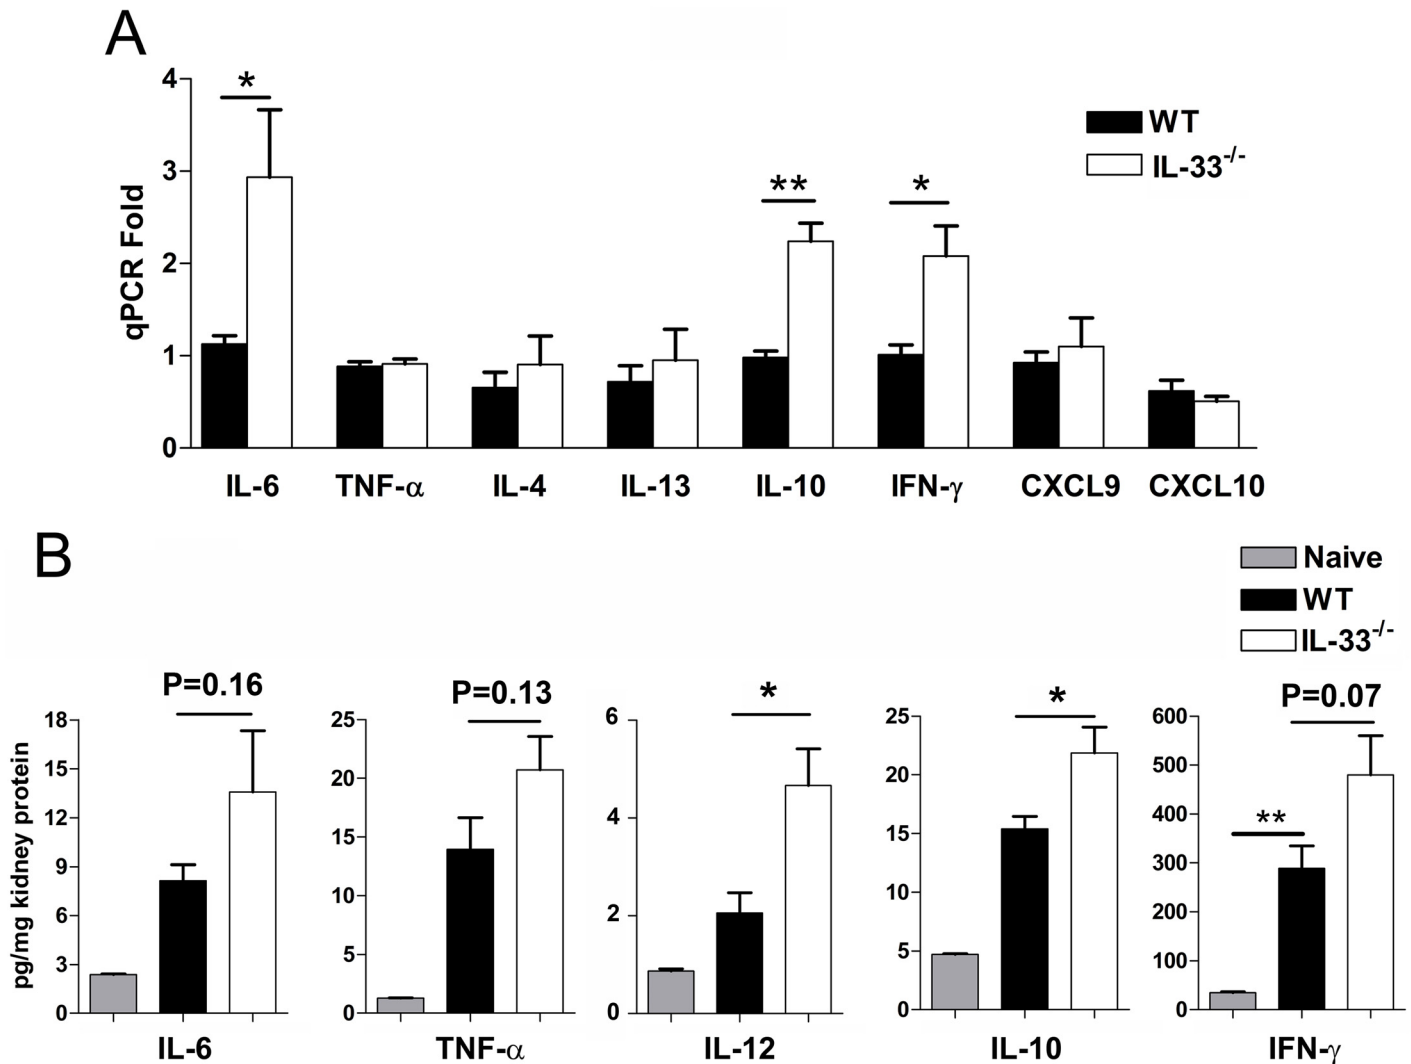 A
4
3
2
1
0
qPCR Fold
*
**
*
WT
IL-33-/-
IL-6 TNF-α IL-4 IL-13 IL-10 IFN-γ CXCL9 CXCL10
B
Naive
WT
IL-33-/-
pg/mg kidney protein
P=0.16
18
15
12
9
6
3
0
IL-6
P=0.13
25
20
15
10
5
0
TNF-α
*
6
4
2
0
IL-12
*
25
20
15
10
5
0
IL-10
P=0.07
**
600
500
400
300
200
100
0
IFN-γ